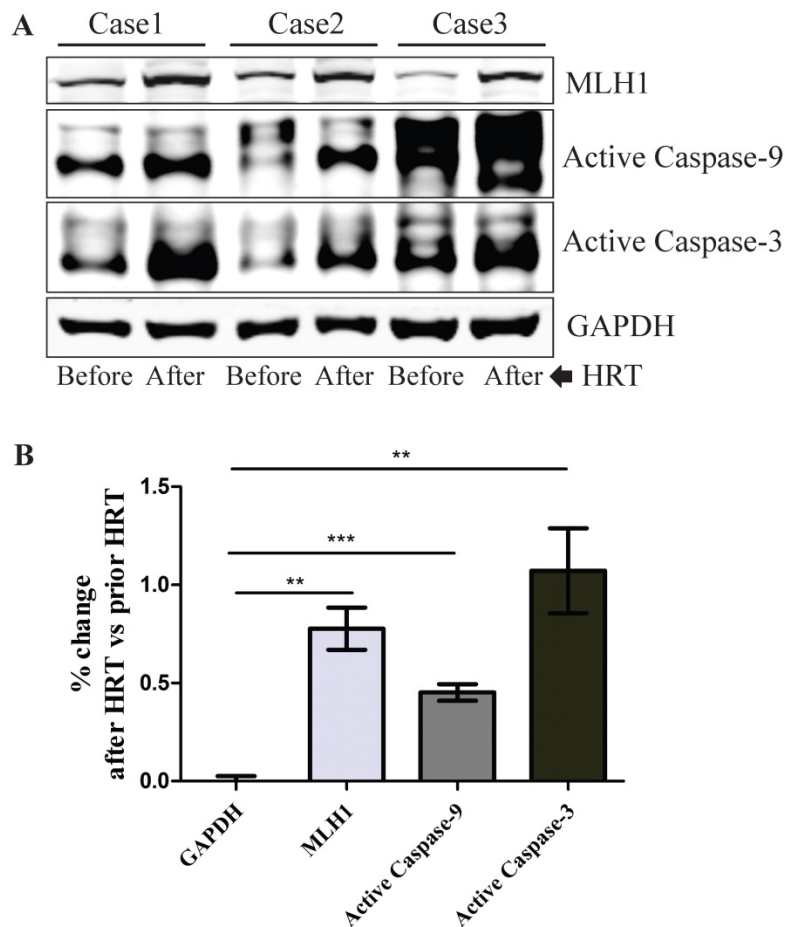 A
Case1 Case2 Case3
MLH1
Active Caspase-9
Active Caspase-3
GAPDH
Before After Before After Before After HRT
B
% change
after HRT vs prior HRT
1.5
1.0
0.5
0.0
**
***
**
GAPDH
MLH1
Active Caspase-9
Active Caspase-3